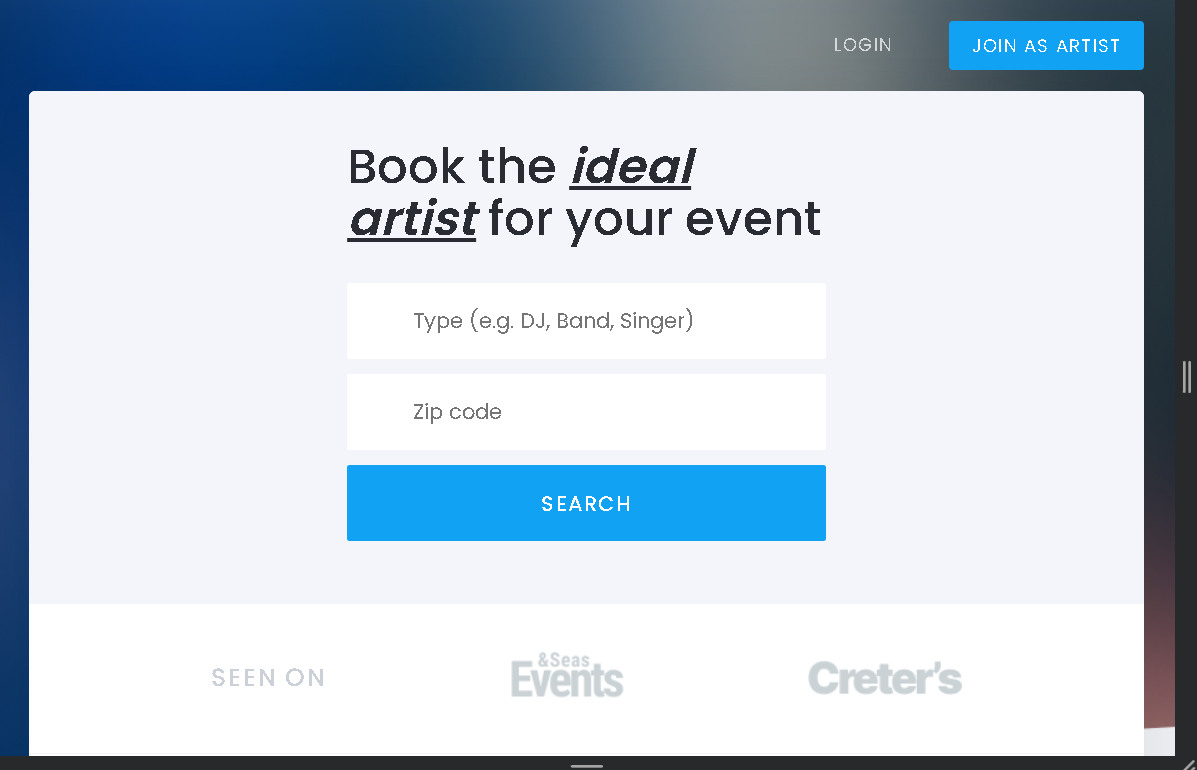 LOGIN
JOIN AS ARTIST
Book the ideal
artist for your event
Type (e.g. DJ, Band, Singer)
Zip code
SEARCH
SEEN ON
&Seas
Events
Creter's